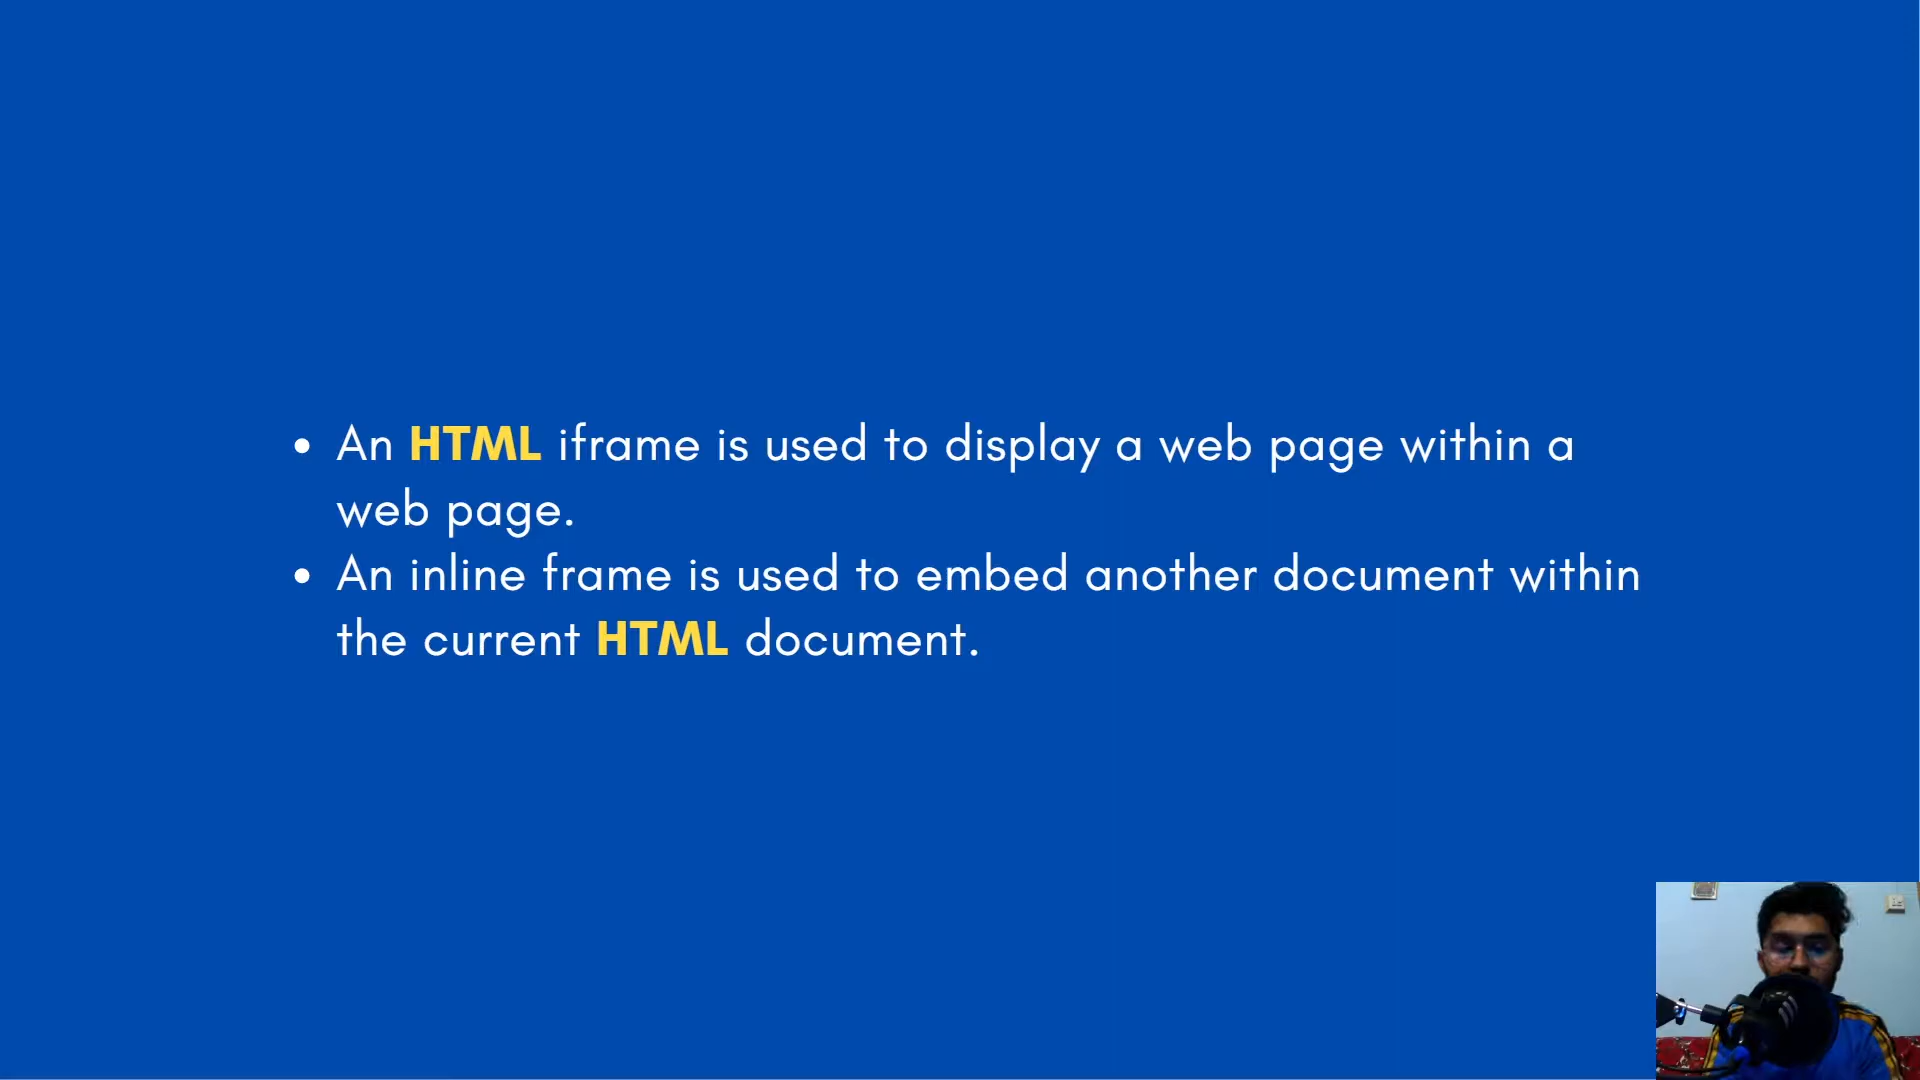 • An HTML iframe is used to display a web page within a
web page.
• An inline frame is used to embed another document within
the current HTML document.